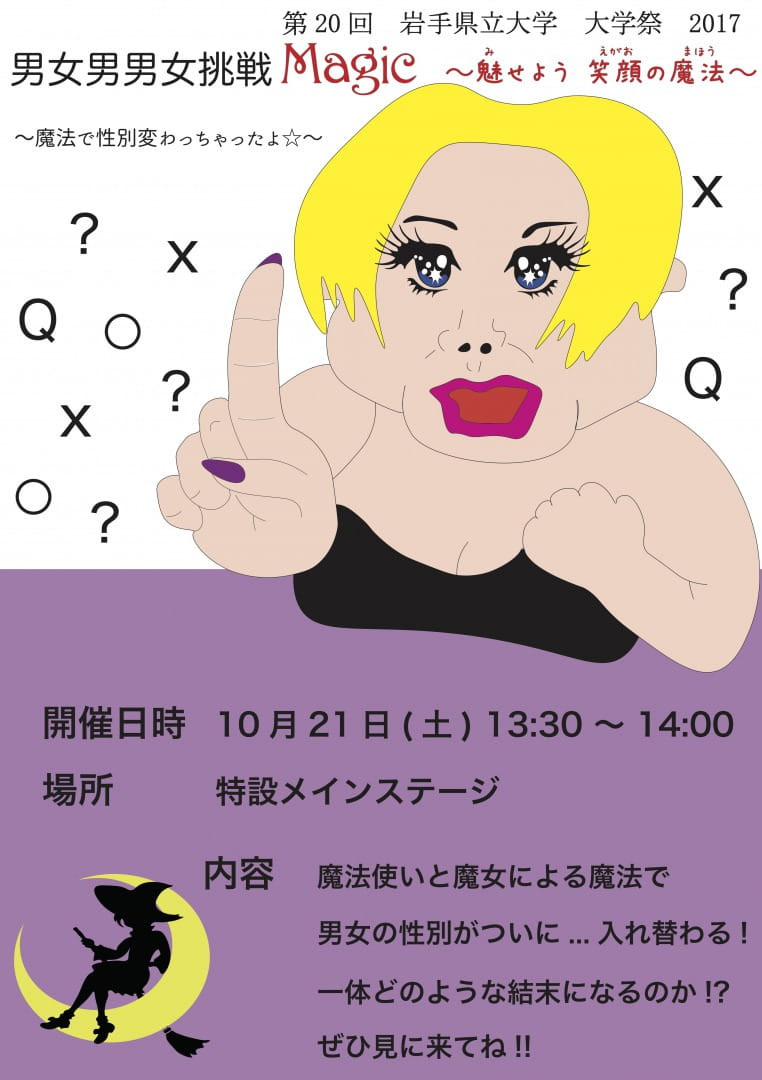 第20回 岩手県立大学 大学祭 2017
男女男男女挑戦 Magic ～魅せよう 笑顔の魔法～
み えがお まほう
～魔法で性別変わっちゃったよ☆～
? x x
Q ○ ?
x ? Q
○ ?
開催日時 10月21日(土) 13:30 ～ 14:00
場所 特設メインステージ
内容 魔法使いと魔女による魔法で
男女の性別がついに...入れ替わる!
一体どのような結末になるのか!?
ぜひ見に来てね!!